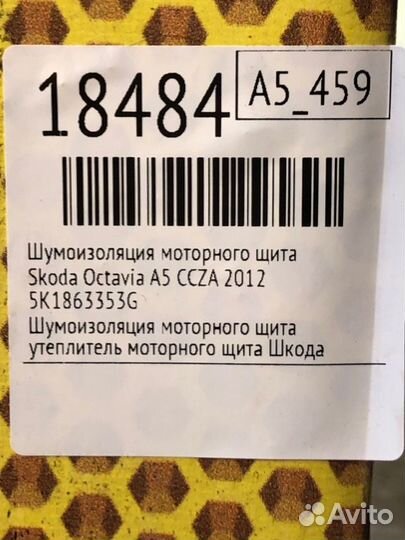 18484
A5_459
Шумоизоляция моторного щита
Skoda Octavia A5 CCZA 2012
5K1863353G
Шумоизоляция моторного щита
утеплитель моторного щита Шкода
Avito